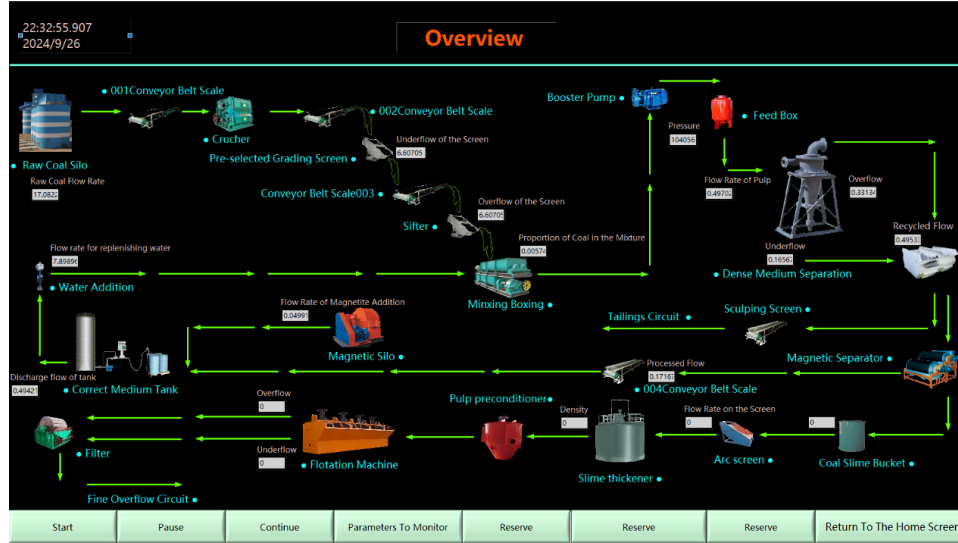 22:32:55.907
2024/9/26
Overview
001Conveyor Belt Scale
Crucher
002Conveyor Belt Scale
Booster Pump
Feed Box
Pressure
104056
Raw Coal Silo
Raw Coal Flow Rate
17.0822
Pre-selected Grading Screen
Underflow of the Screen
6.60705
Conveyor Belt Scale003
Overflow of the Screen
6.60705
Sifter
Flow Rate of Pulp
0.49702
Overflow
0.33134
Recycled Flow
0.49532
Underflow
0.16567
Dense Medium Separation
Flow rate for replenishing water
7.89896
Water Addition
Proportion of Coal in the Mixture
0.00574
Minxing Boxing
Flow Rate of Magnetite Addition
0.04991
Magnetic Silo
Tailings Circuit
Sculping Screen
Magnetic Separator
Processed Flow
0.17167
004Conveyor Belt Scale
Discharge flow of tank
0.49421
Correct Medium Tank
Overflow
0
Underflow
0
Flotation Machine
Pulp preconditioner
Density
0
Slime thickener
Flow Rate on the Screen
0
Arc screen
0
Coal Slime Bucket
Filter
Fine Overflow Circuit
Start
Pause
Continue
Parameters To Monitor
Reserve
Reserve
Reserve
Return To The Home Screen